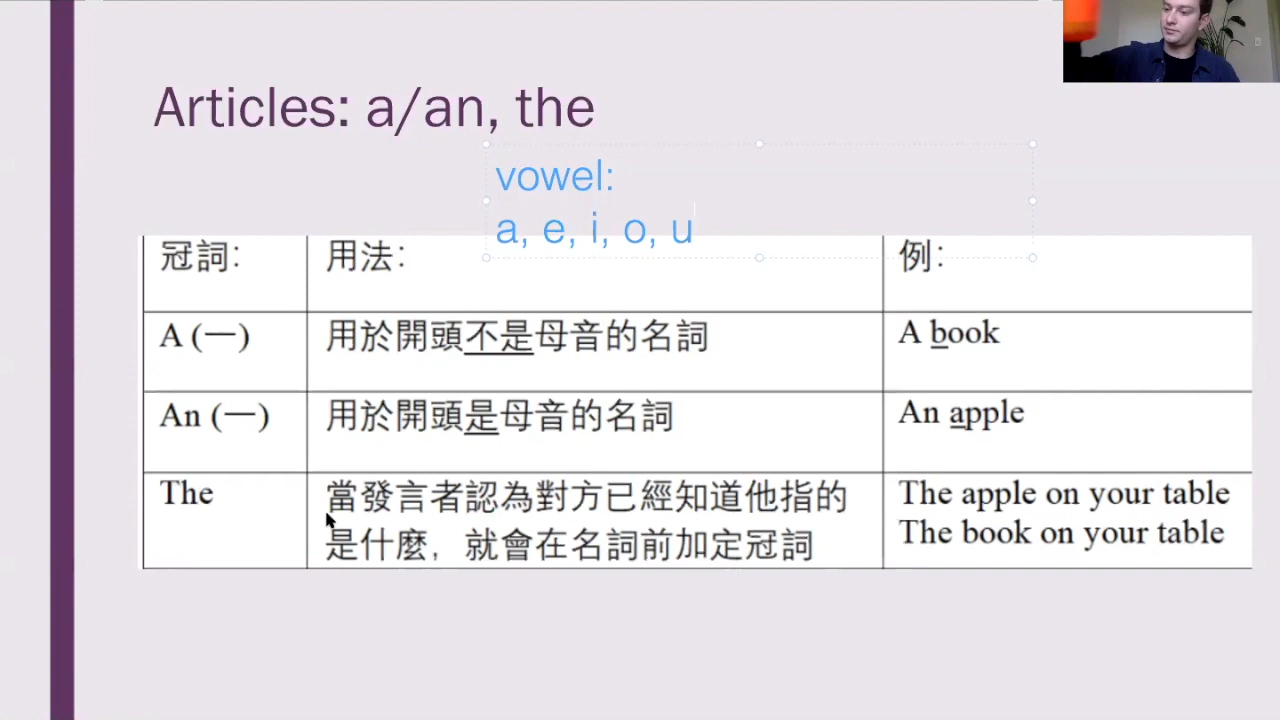 Articles: a/an, the
vowel:
a, e, i, o, u
冠詞: 用法: 例:
A (一) 用於開頭不是母音的名詞 A book
An (一) 用於開頭是母音的名詞 An apple
The 當發言者認為對方已經知道他指的 The apple on your table
是什麼，就會在名詞前加定冠詞 The book on your table